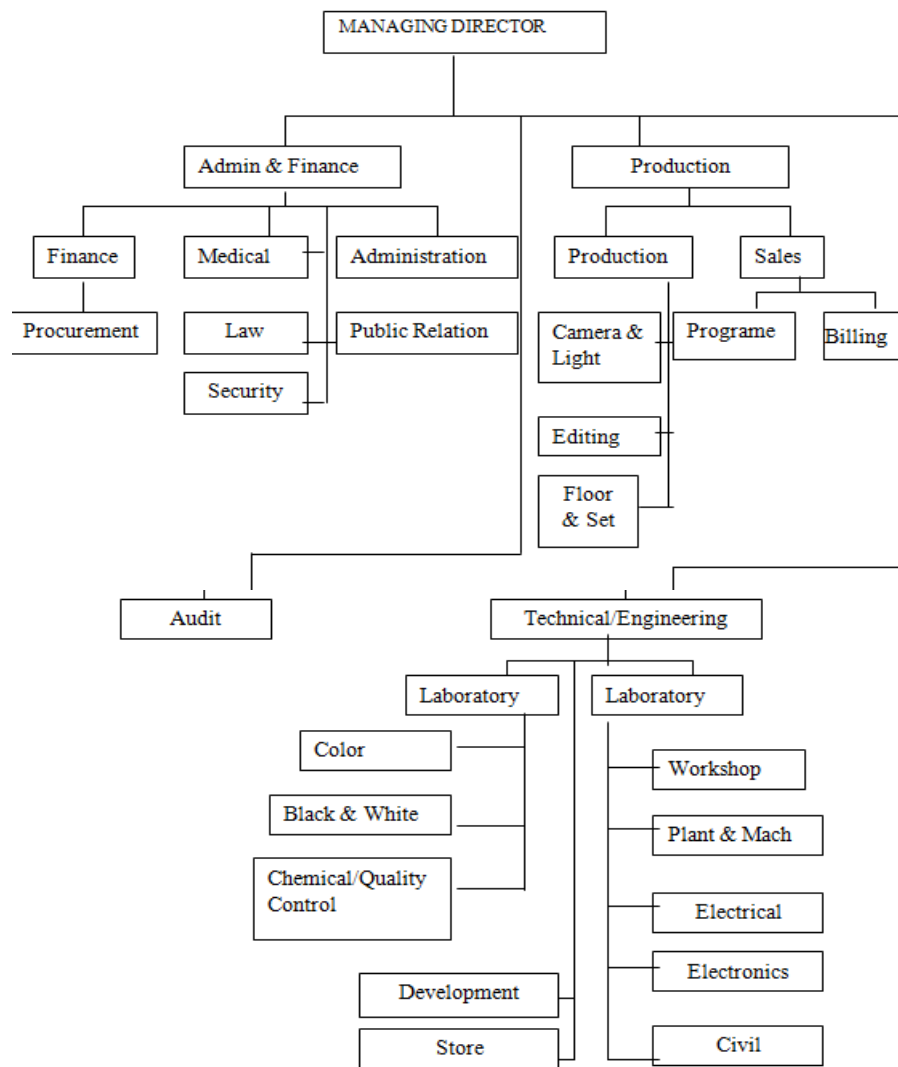 MANAGING DIRECTOR
Admin & Finance
Production
Finance
Medical
Administration
Production
Sales
Procurement
Law
Public Relation
Camera &
Light
Programe
Billing
Security
Editing
Floor
& Set
Audit
Technical/Engineering
Laboratory
Laboratory
Color
Workshop
Black & White
Plant & Mach
Chemical/Quality
Control
Electrical
Electronics
Development
Store
Civil